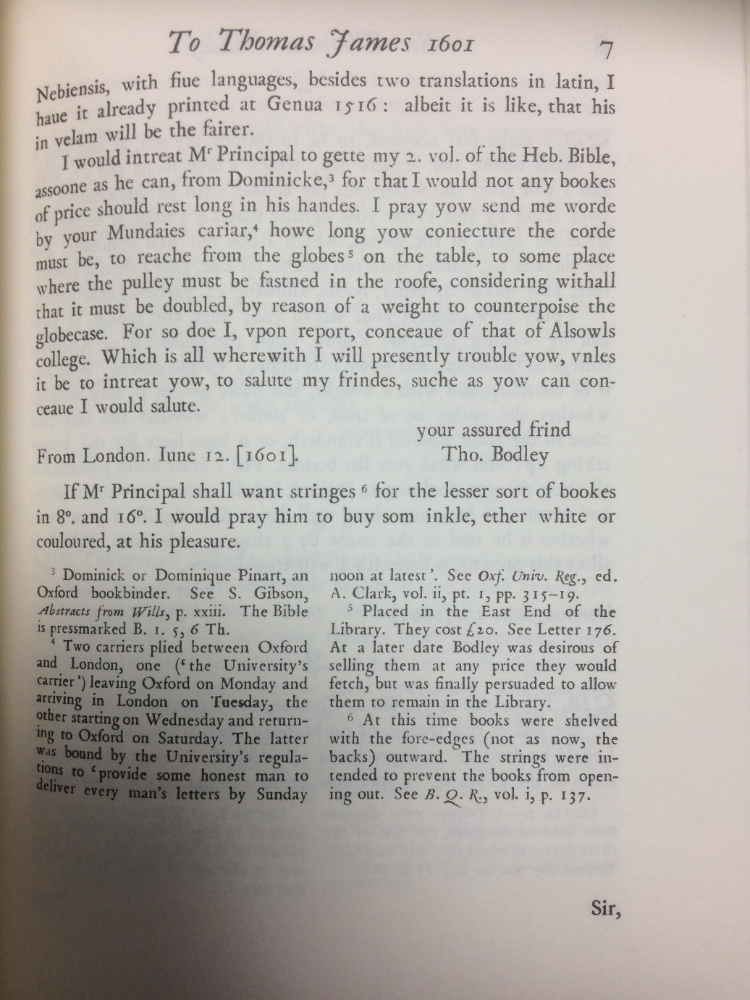 To Thomas James 1601 7
Nebiensis, with fiue languages, besides two translations in latin, I
haue it already printed at Genua 1516 : albeit it is like, that his
in velam will be the fairer.
I would intreat Mʳ Principal to gette my 2. vol. of the Heb. Bible,
assoone as he can, from Dominicke,³ for that I would not any bookes
of price should rest long in his handes. I pray yow send me worde
by your Mundaies cariar,⁴ howe long yow coniecture the corde
must be, to reache from the globes⁵ on the table, to some place
where the pulley must be fastned in the roofe, considering withall
that it must be doubled, by reason of a weight to counterpoise the
globecase. For so doe I, vpon report, conceaue of that of Alsowls
college. Which is all wherewith I will presently trouble yow, vnles
it be to intreat yow, to salute my frindes, suche as yow can con-
ceaue I would salute.
your assured frind
From London. Iune 12. [1601]. Tho. Bodley
If Mʳ Principal shall want stringes⁶ for the lesser sort of bookes
in 8º. and 16º. I would pray him to buy som inkle, ether white or
couloured, at his pleasure.
³ Dominick or Dominique Pinart, an
Oxford bookbinder. See S. Gibson,
Abstracts from Wills, p. xxiii. The Bible
is pressmarked B. 1. 5, 6 Th.
⁴ Two carriers plied between Oxford
and London, one (‘the University's
carrier’) leaving Oxford on Monday and
arriving in London on Tuesday, the
other starting on Wednesday and return-
ing to Oxford on Saturday. The latter
was bound by the University's regula-
tions to ‘provide some honest man to
deliver every man's letters by Sunday
noon at latest’. See Oxf. Univ. Reg., ed.
A. Clark, vol. ii, pt. 1, pp. 315–19.
⁵ Placed in the East End of the
Library. They cost £20. See Letter 176.
At a later date Bodley was desirous of
selling them at any price they would
fetch, but was finally persuaded to allow
them to remain in the Library.
⁶ At this time books were shelved
with the fore-edges (not as now, the
backs) outward. The strings were in-
tended to prevent the books from open-
ing out. See B. Q. R., vol. i, p. 137.
Sir,